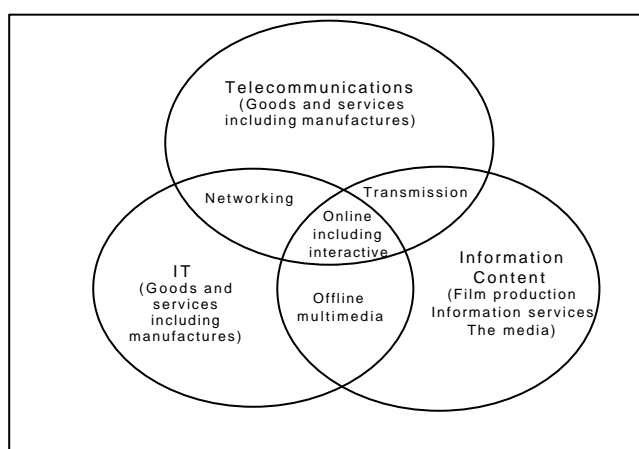 Telecommunications
(Goods and services
including manufactures)
Networking
Transmission
Online
including
interactive
IT
(Goods and
services
including
manufactures)
Information
Content
(Film production
Information services
The media)
Offline
multimedia